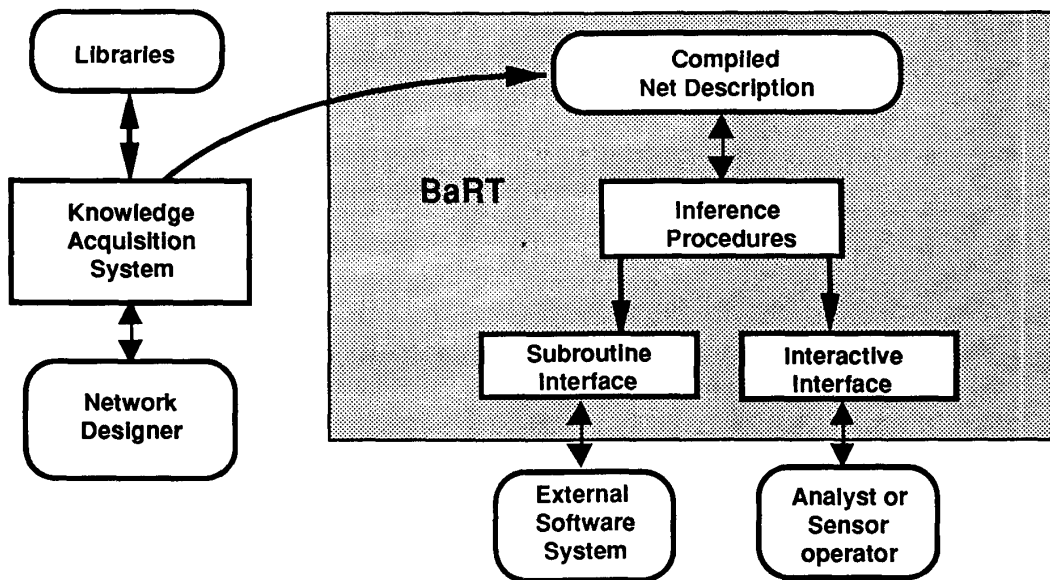 Libraries
Knowledge
Acquisition
System
Network
Designer
Compiled
Net Description
BaRT
Inference
Procedures
Subroutine
Interface
Interactive
Interface
External
Software
System
Analyst or
Sensor
operator